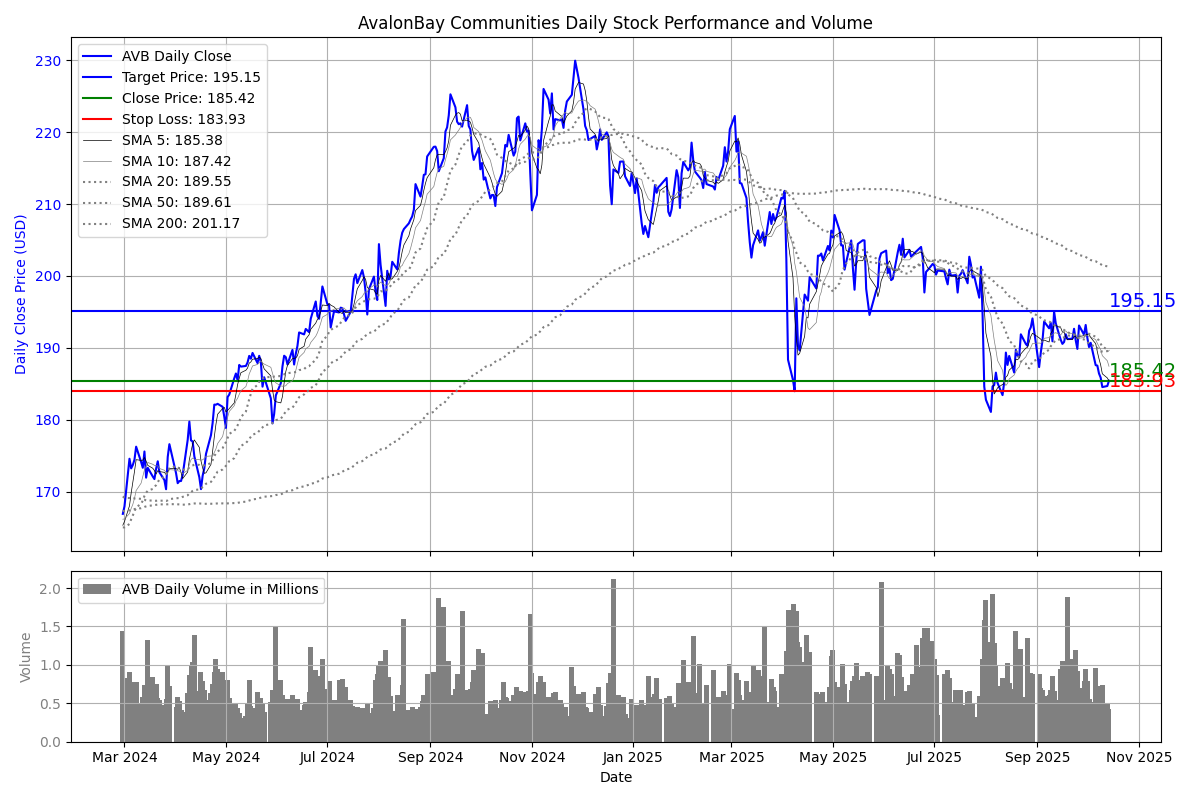 AvalonBay Communities Daily Stock Performance and Volume
AVB Daily Close
Target Price: 195.15
Close Price: 185.42
Stop Loss: 183.93
SMA 5: 185.38
SMA 10: 187.42
SMA 20: 189.55
SMA 50: 189.61
SMA 200: 201.17
Daily Close Price (USD)
230
220
210
200
190
180
170
195.15
185.42
183.93
AVB Daily Volume in Millions
Volume
2.0
1.5
1.0
0.5
0.0
Mar 2024 May 2024 Jul 2024 Sep 2024 Nov 2024 Jan 2025 Mar 2025 May 2025 Jul 2025 Sep 2025 Nov 2025
Date